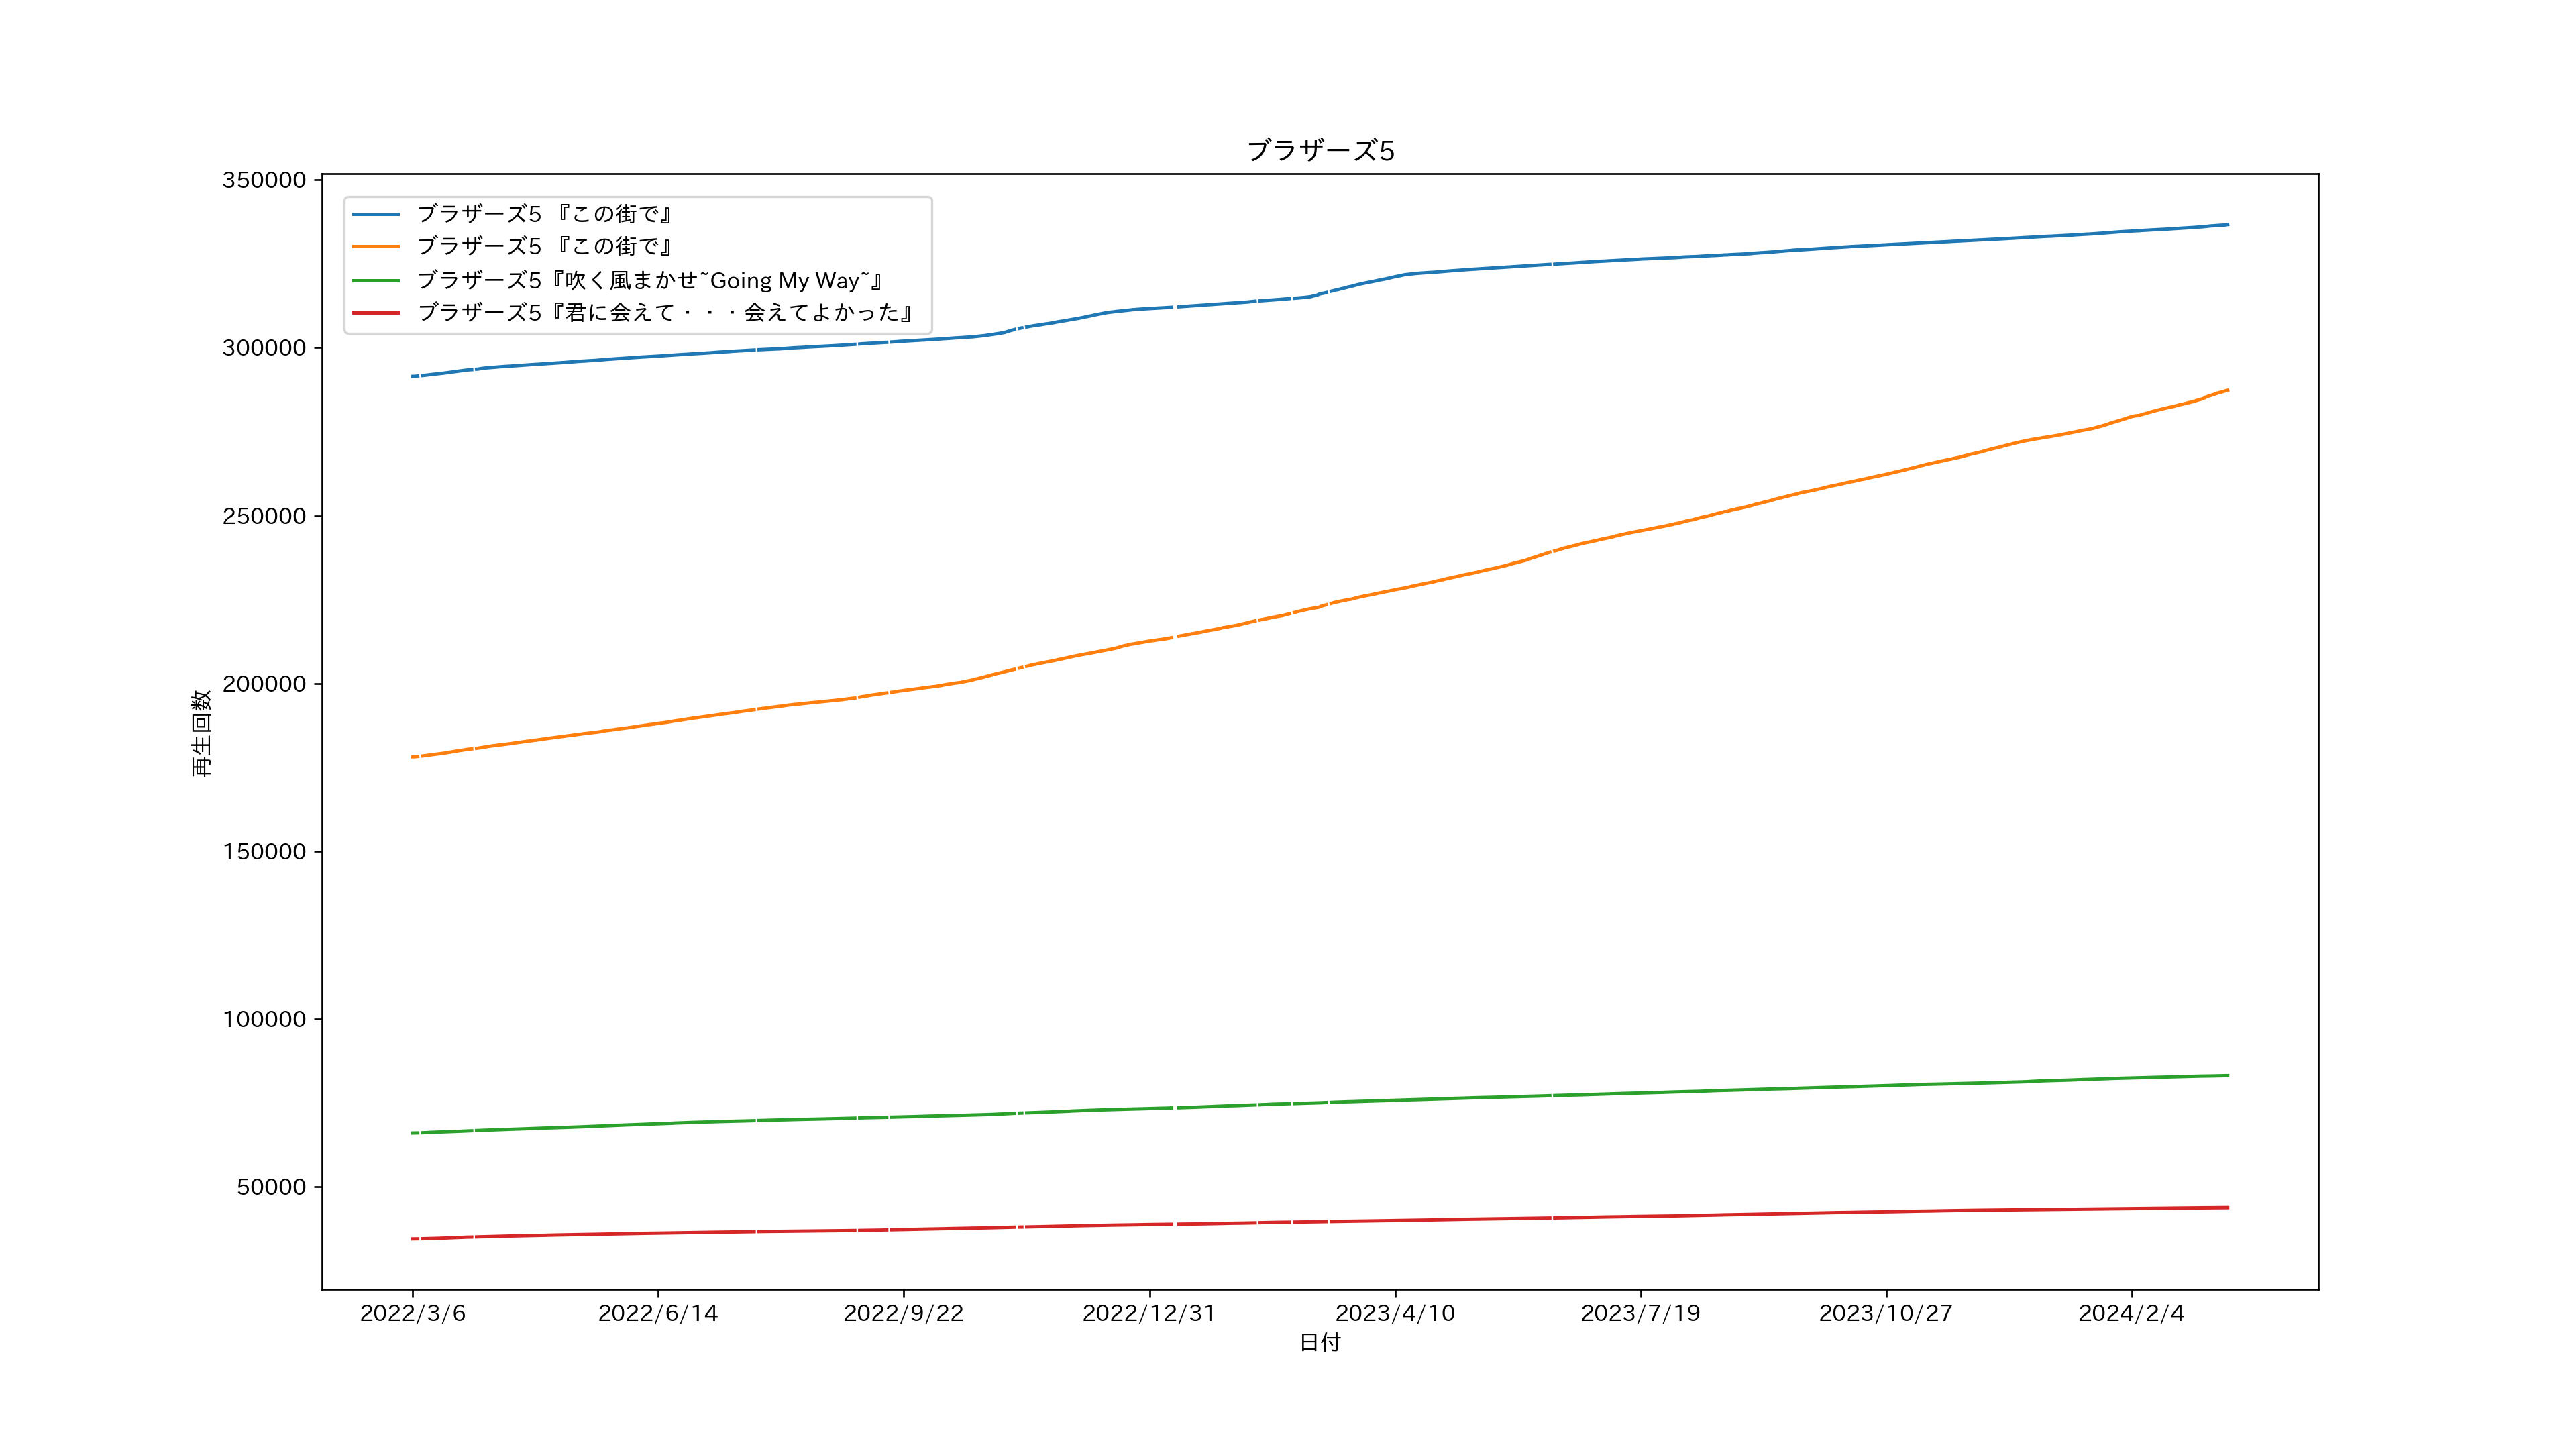 ブラザーズ5
350000
300000
250000
200000
150000
100000
50000
再生回数
ブラザーズ5 『この街で』
ブラザーズ5 『この街で』
ブラザーズ5『吹く風まかせ~Going My Way~』
ブラザーズ5『君に会えて・・・会えてよかった』
2022/3/6 2022/6/14 2022/9/22 2022/12/31 2023/4/10 2023/7/19 2023/10/27 2024/2/4
日付